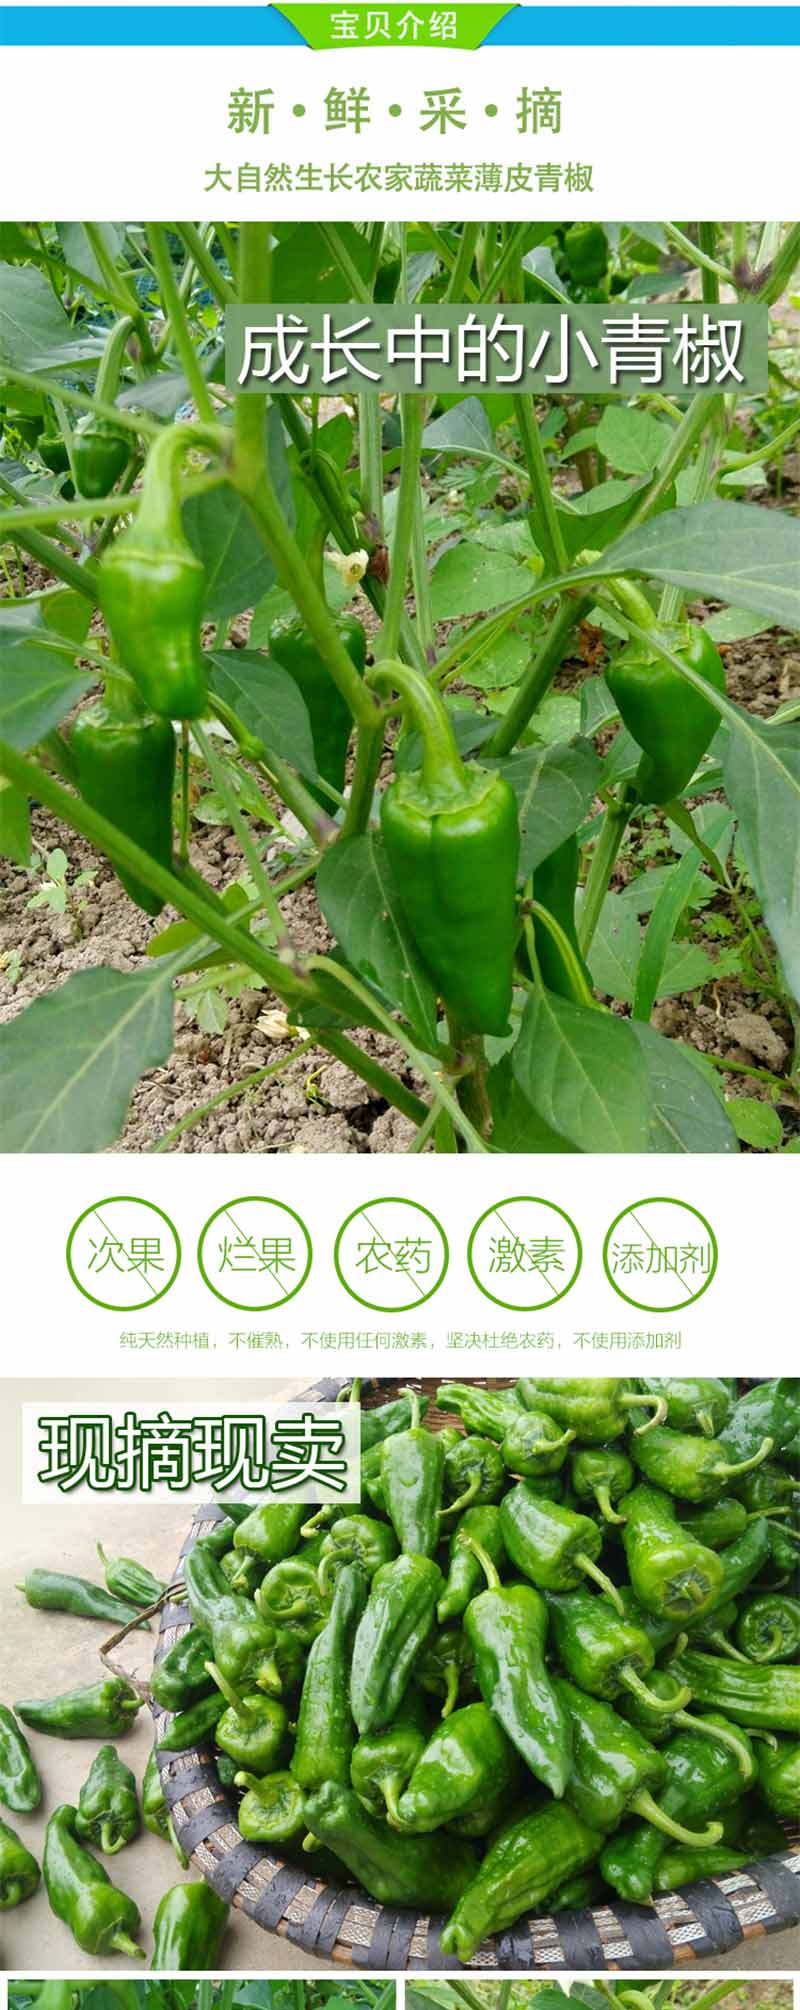 宝贝介绍
新·鲜·采·摘
大自然生长农家蔬菜薄皮青椒
成长中的小青椒
次果 烂果 农药 激素 添加剂
纯天然种植，不催熟，不使用任何激素，坚决杜绝农药，不使用添加剂
现摘现卖